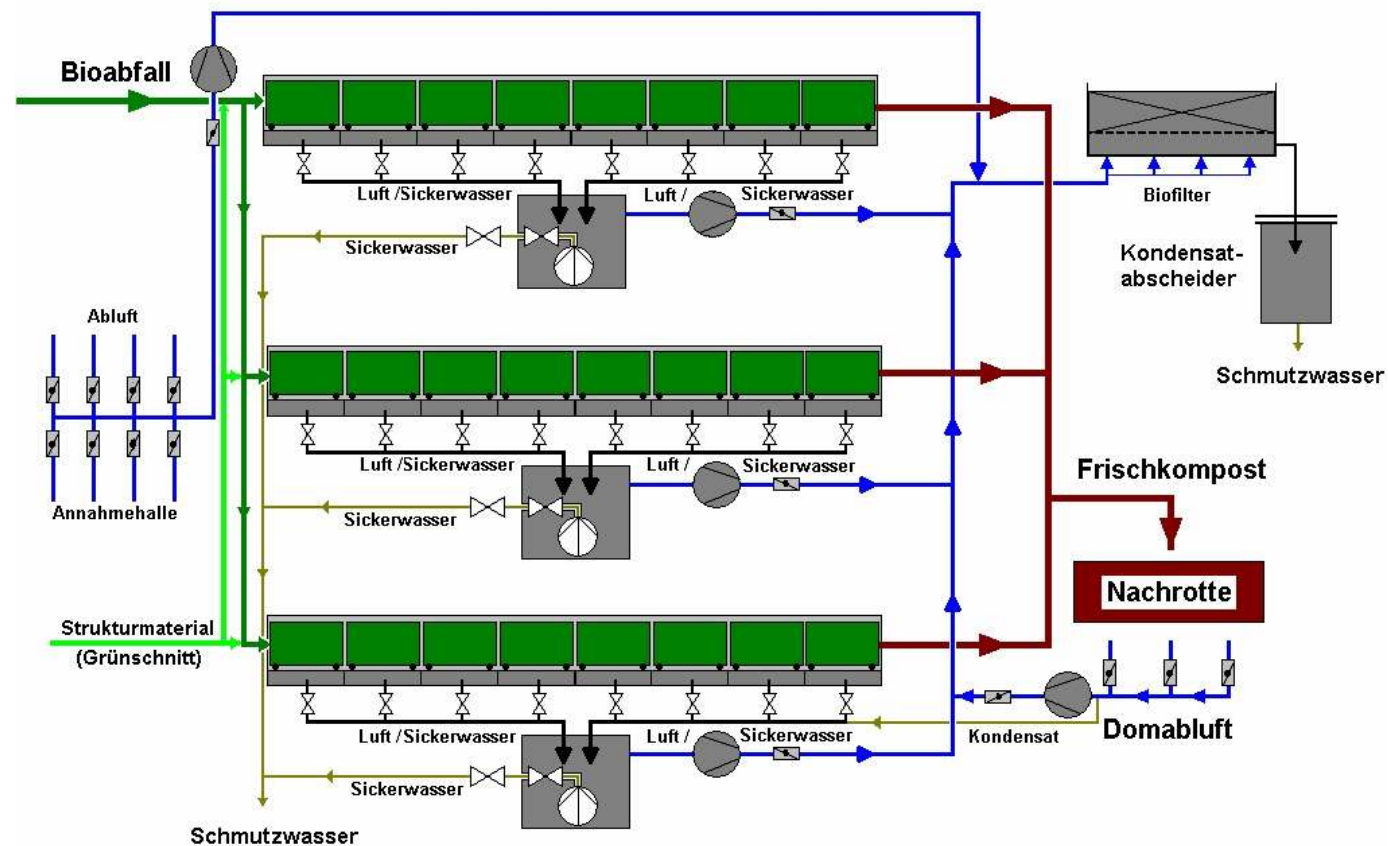 Bioabfall
Luft /Sickerwasser
Luft /
Sickerwasser
Biofilter
Sickerwasser
Kondensat-
abscheider
Abluft
Schmutzwasser
Luft /Sickerwasser
Luft /
Sickerwasser
Frischkompost
Annahmehalle
Sickerwasser
Nachrotte
Strukturmaterial
(Grünschnitt)
Luft /Sickerwasser
Luft /
Sickerwasser
Kondensat
Domabluft
Sickerwasser
Schmutzwasser